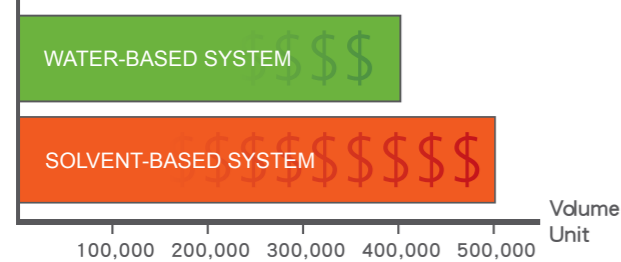 $ $ $ $
WATER-BASED SYSTEM
$ $ $ $ $ $ $ $ $
SOLVENT-BASED SYSTEM
Volume
Unit
100,000 200,000 300,000 400,000 500,000